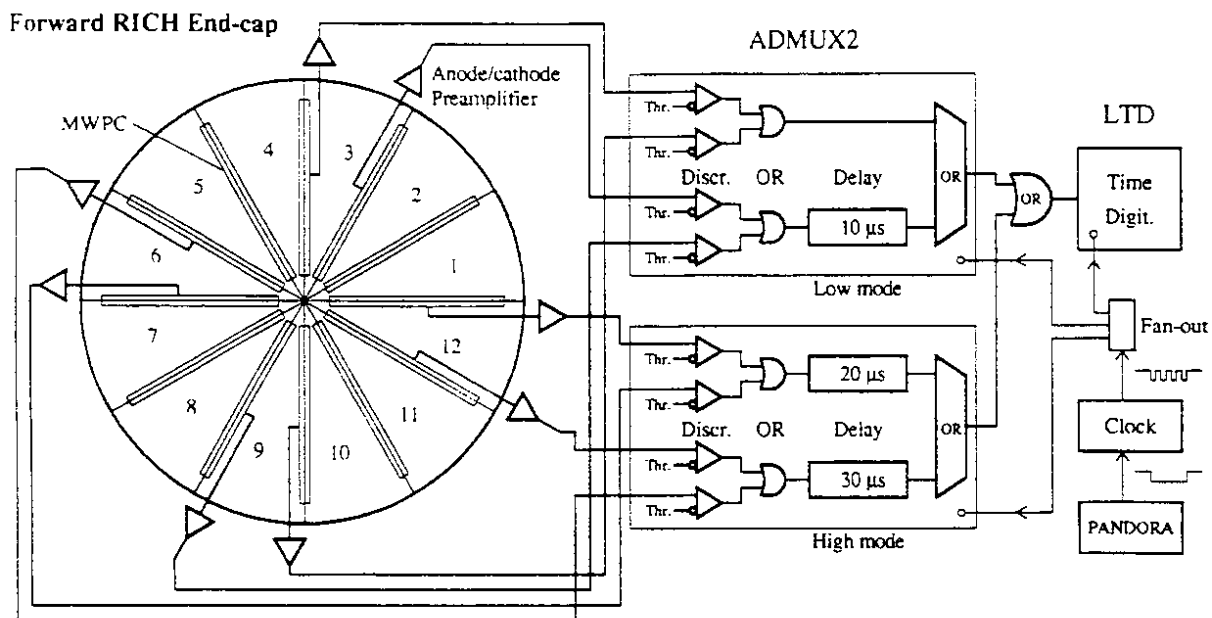 Forward RICH End-cap
ADMUX2
Anode/cathode
Preamplifier
MWPC
LTD
4
3
5
2
6
1
7
12
8
11
9
10
Thr.
Thr.
Discr. OR Delay
OR
OR
Time
Digit.
Thr.
10 µs
Thr.
Low mode
Fan-out
Thr.
20 µs
Thr.
Discr. OR Delay
OR
Clock
Thr.
30 µs
Thr.
PANDORA
High mode